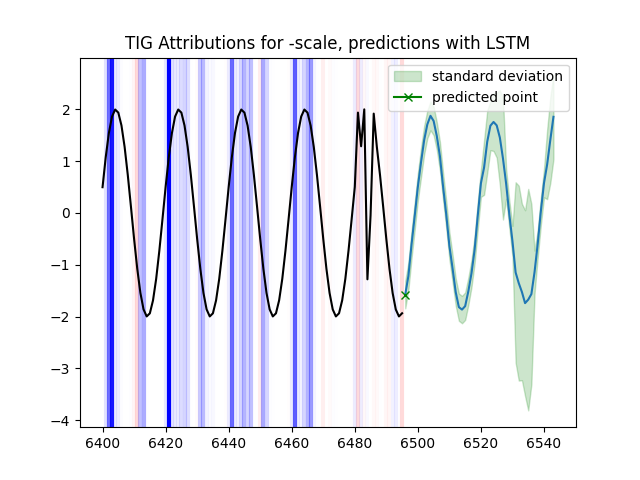 TIG Attributions for -scale, predictions with LSTM
standard deviation
predicted point
2
1
0
−1
−2
−3
−4
6400 6420 6440 6460 6480 6500 6520 6540